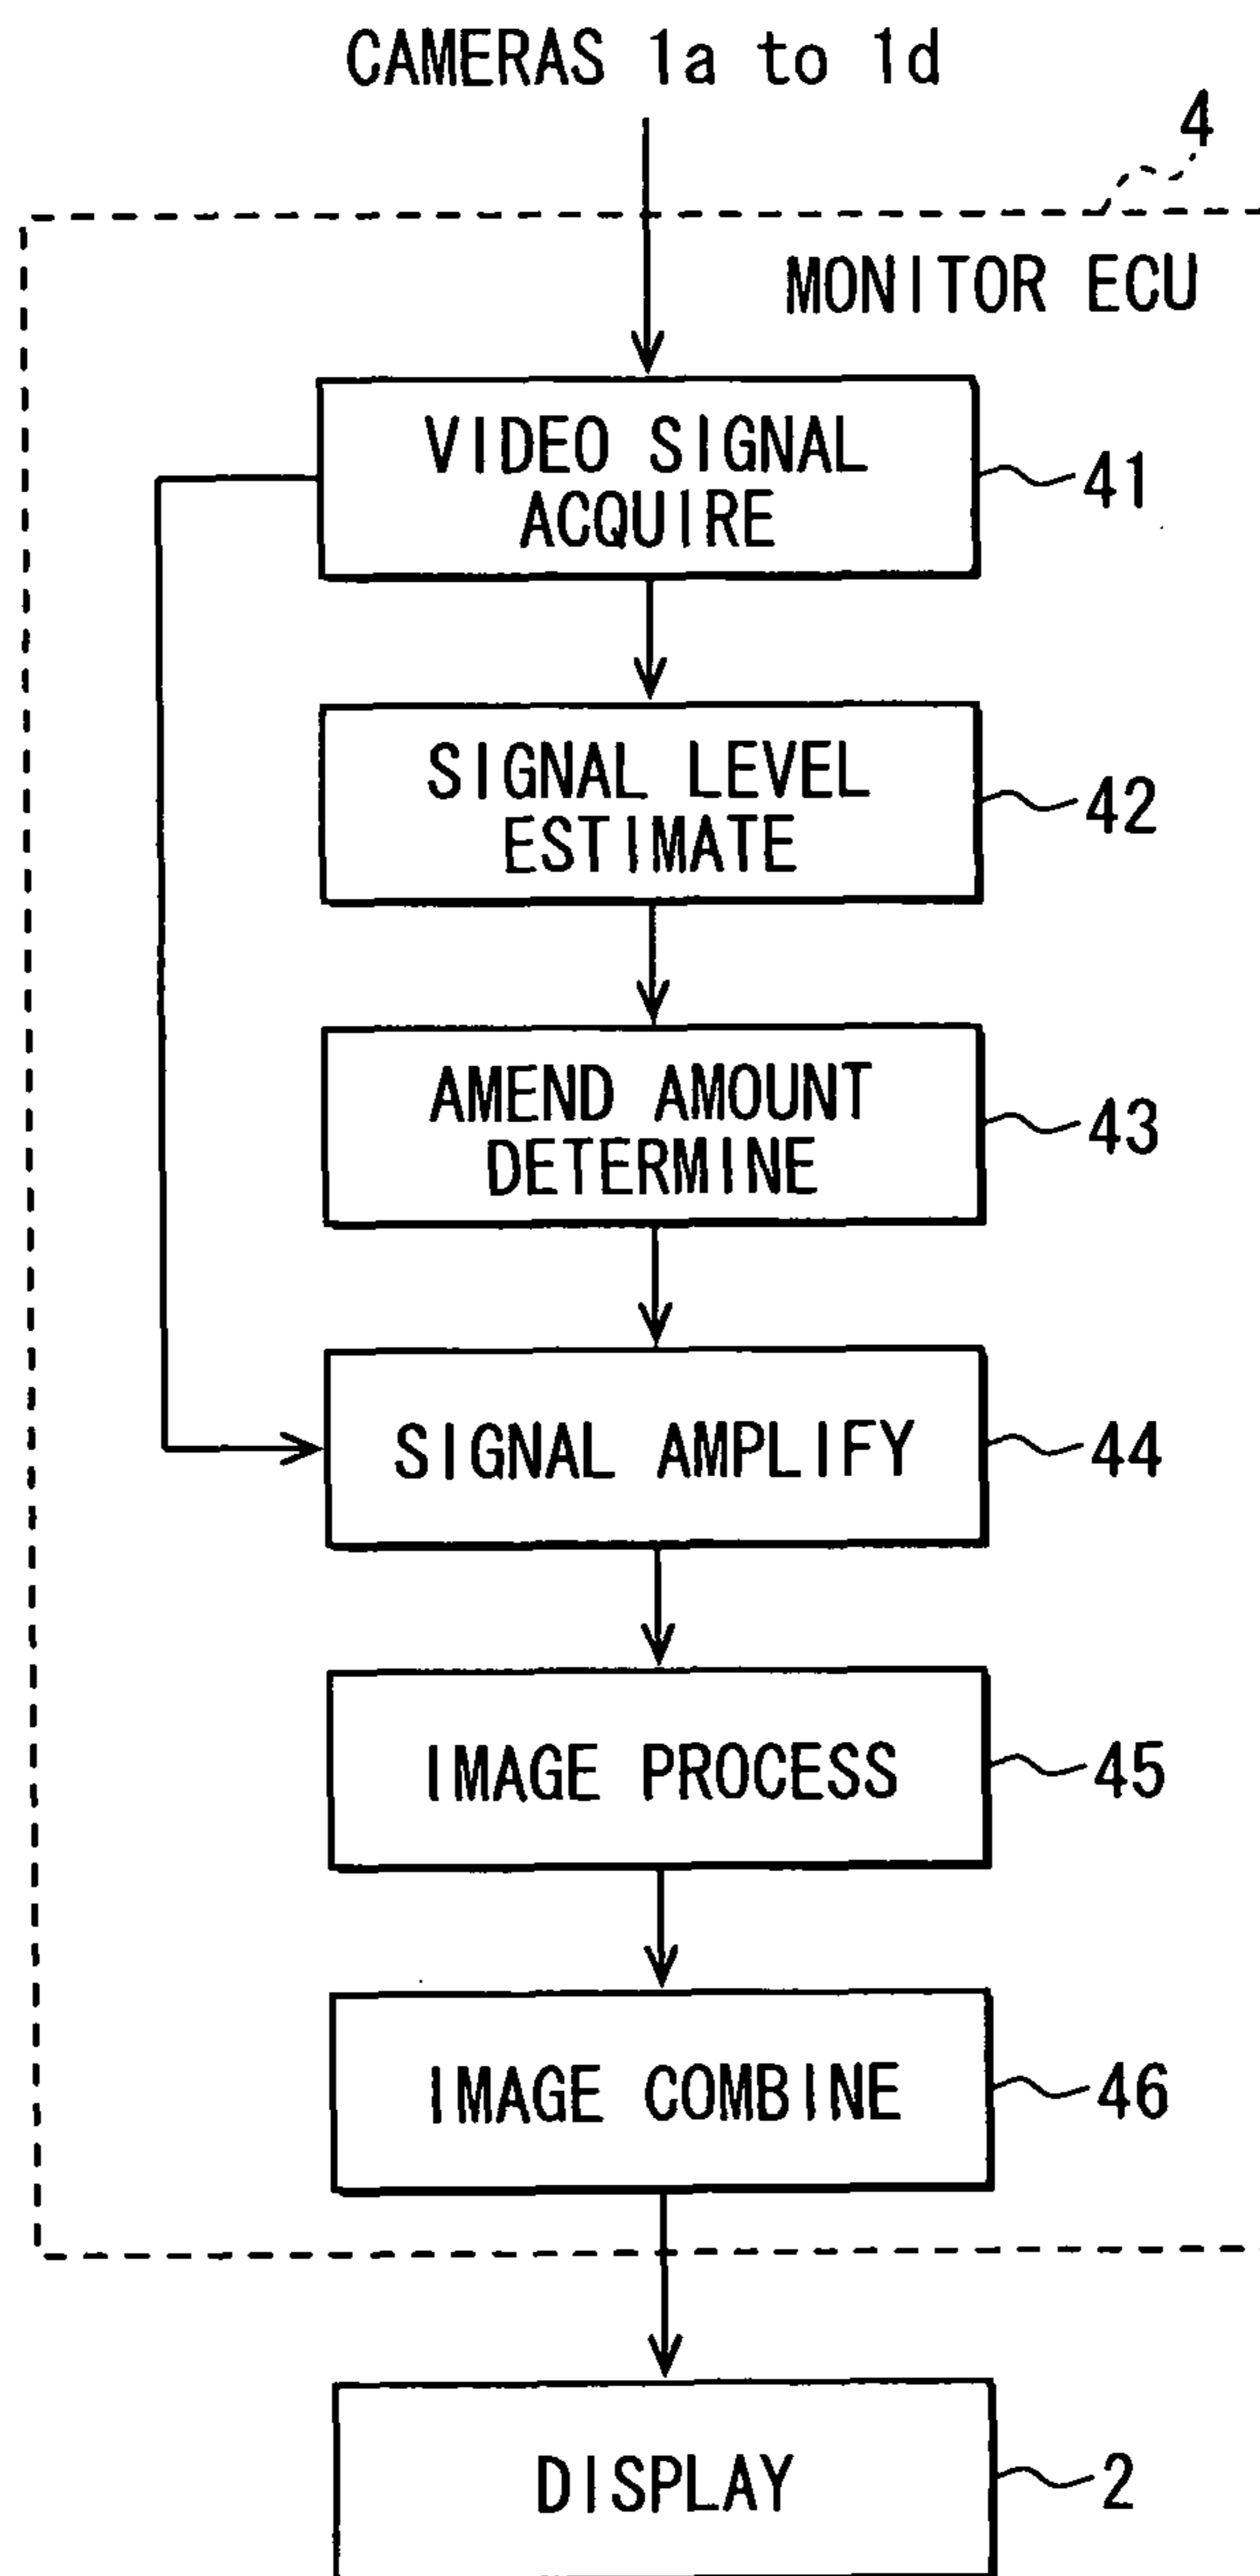 CAMERAS 1a to 1d
4
MONITOR ECU
VIDEO SIGNAL
ACQUIRE
41
SIGNAL LEVEL
ESTIMATE
42
AMEND AMOUNT
DETERMINE
43
SIGNAL AMPLIFY
44
IMAGE PROCESS
45
IMAGE COMBINE
46
DISPLAY
2